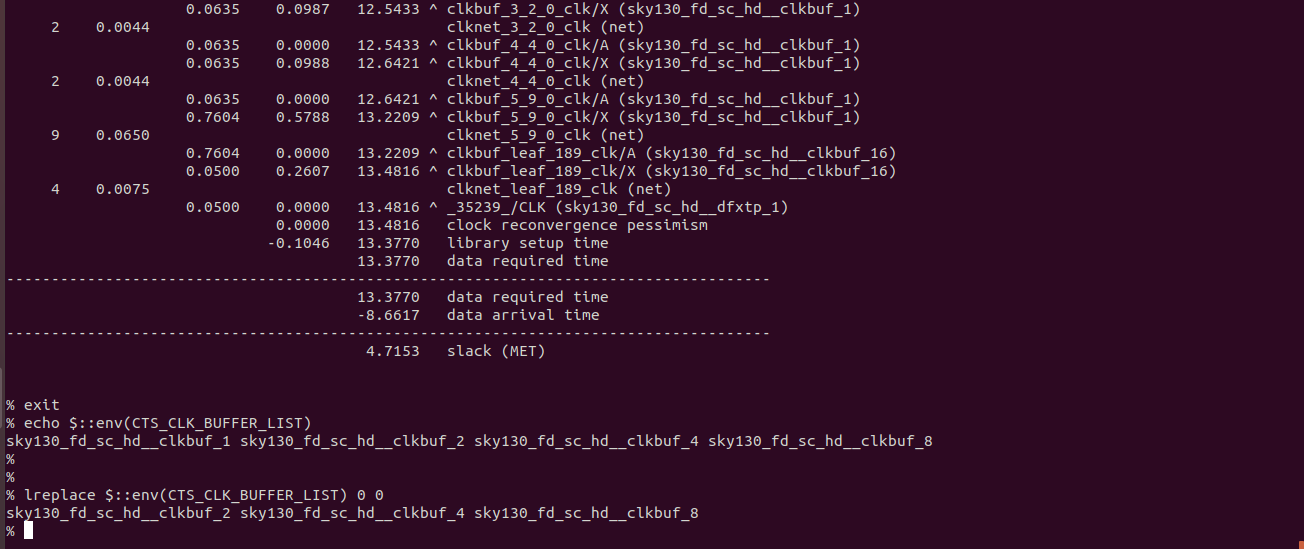 0.0635 0.0987 12.5433 ^ clkbuf_3_2_0_clk/X (sky130_fd_sc_hd__clkbuf_1)
2 0.0044 clknet_3_2_0_clk (net)
0.0635 0.0000 12.5433 ^ clkbuf_4_4_0_clk/A (sky130_fd_sc_hd__clkbuf_1)
0.0635 0.0988 12.6421 ^ clkbuf_4_4_0_clk/X (sky130_fd_sc_hd__clkbuf_1)
2 0.0044 clknet_4_4_0_clk (net)
0.0635 0.0000 12.6421 ^ clkbuf_5_9_0_clk/A (sky130_fd_sc_hd__clkbuf_1)
0.7604 0.5788 13.2209 ^ clkbuf_5_9_0_clk/X (sky130_fd_sc_hd__clkbuf_1)
9 0.0650 clknet_5_9_0_clk (net)
0.7604 0.0000 13.2209 ^ clkbuf_leaf_189_clk/A (sky130_fd_sc_hd__clkbuf_16)
0.0500 0.2607 13.4816 ^ clkbuf_leaf_189_clk/X (sky130_fd_sc_hd__clkbuf_16)
4 0.0075 clknet_leaf_189_clk (net)
0.0500 0.0000 13.4816 ^ _35239_/CLK (sky130_fd_sc_hd__dfxtp_1)
0.0000 13.4816 clock reconvergence pessimism
-0.1046 13.3770 library setup time
13.3770 data required time
-------------------------------------------------------------------------------------
13.3770 data required time
-8.6617 data arrival time
-------------------------------------------------------------------------------------
4.7153 slack (MET)
% exit
% echo $::env(CTS_CLK_BUFFER_LIST)
sky130_fd_sc_hd__clkbuf_1 sky130_fd_sc_hd__clkbuf_2 sky130_fd_sc_hd__clkbuf_4 sky130_fd_sc_hd__clkbuf_8
%
%
% lreplace $::env(CTS_CLK_BUFFER_LIST) 0 0
sky130_fd_sc_hd__clkbuf_2 sky130_fd_sc_hd__clkbuf_4 sky130_fd_sc_hd__clkbuf_8
%